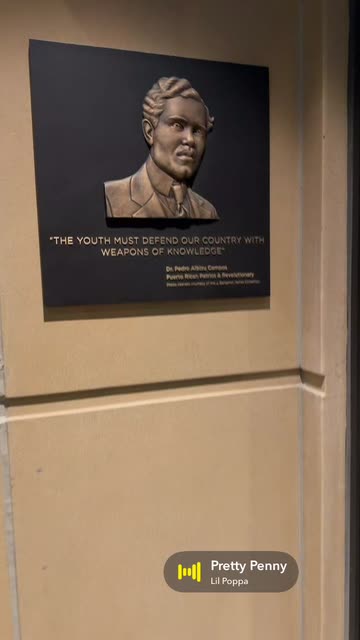 "THE YOUTH MUST DEFEND OUR COUNTRY WITH
WEAPONS OF KNOWLEDGE"
Dr. Pedro Albizu Campos
Puerto Rican Patriot & Revolutionary
Pretty Penny
Lil Poppa